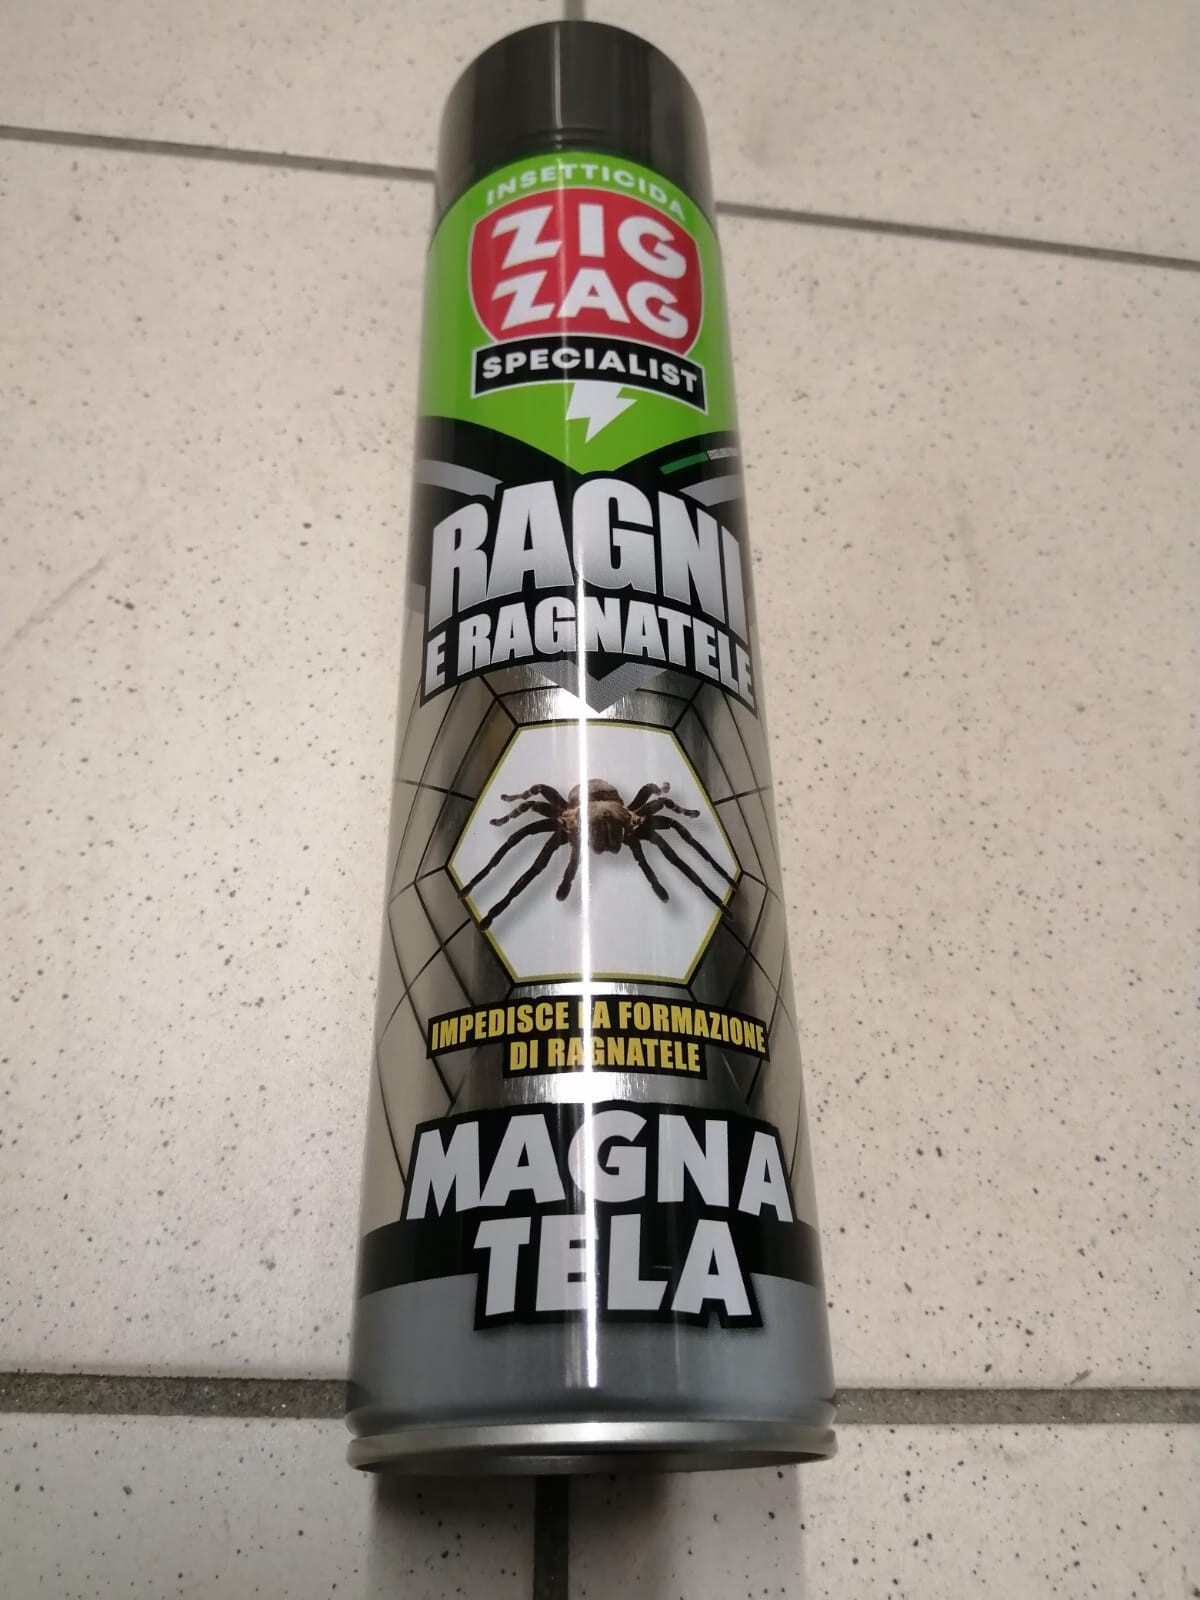 INSETTICIDA
ZIG
ZAG
SPECIALIST
RAGNI
E RAGNATELE
IMPEDISCE LA FORMAZIONE
DI RAGNATELE
MAGNA
TELA